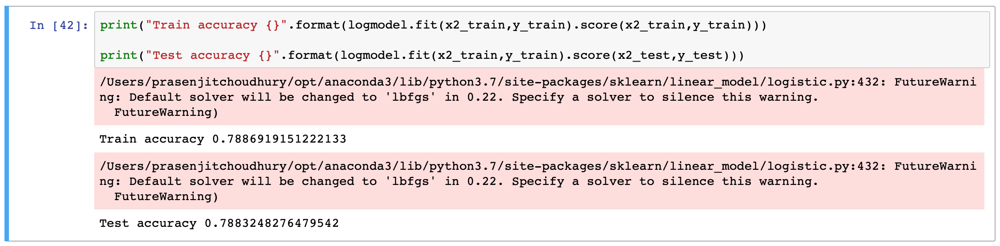 In [42]: print("Train accuracy {}".format(logmodel.fit(x2_train,y_train).score(x2_train,y_train)))
print("Test accuracy {}".format(logmodel.fit(x2_train,y_train).score(x2_test,y_test)))
/Users/prasenjitchoudhury/opt/anaconda3/lib/python3.7/site-packages/sklearn/linear_model/logistic.py:432: FutureWarni
ng: Default solver will be changed to 'lbfgs' in 0.22. Specify a solver to silence this warning.
  FutureWarning)
Train accuracy 0.7886919151222133
/Users/prasenjitchoudhury/opt/anaconda3/lib/python3.7/site-packages/sklearn/linear_model/logistic.py:432: FutureWarni
ng: Default solver will be changed to 'lbfgs' in 0.22. Specify a solver to silence this warning.
  FutureWarning)
Test accuracy 0.7883248276479542